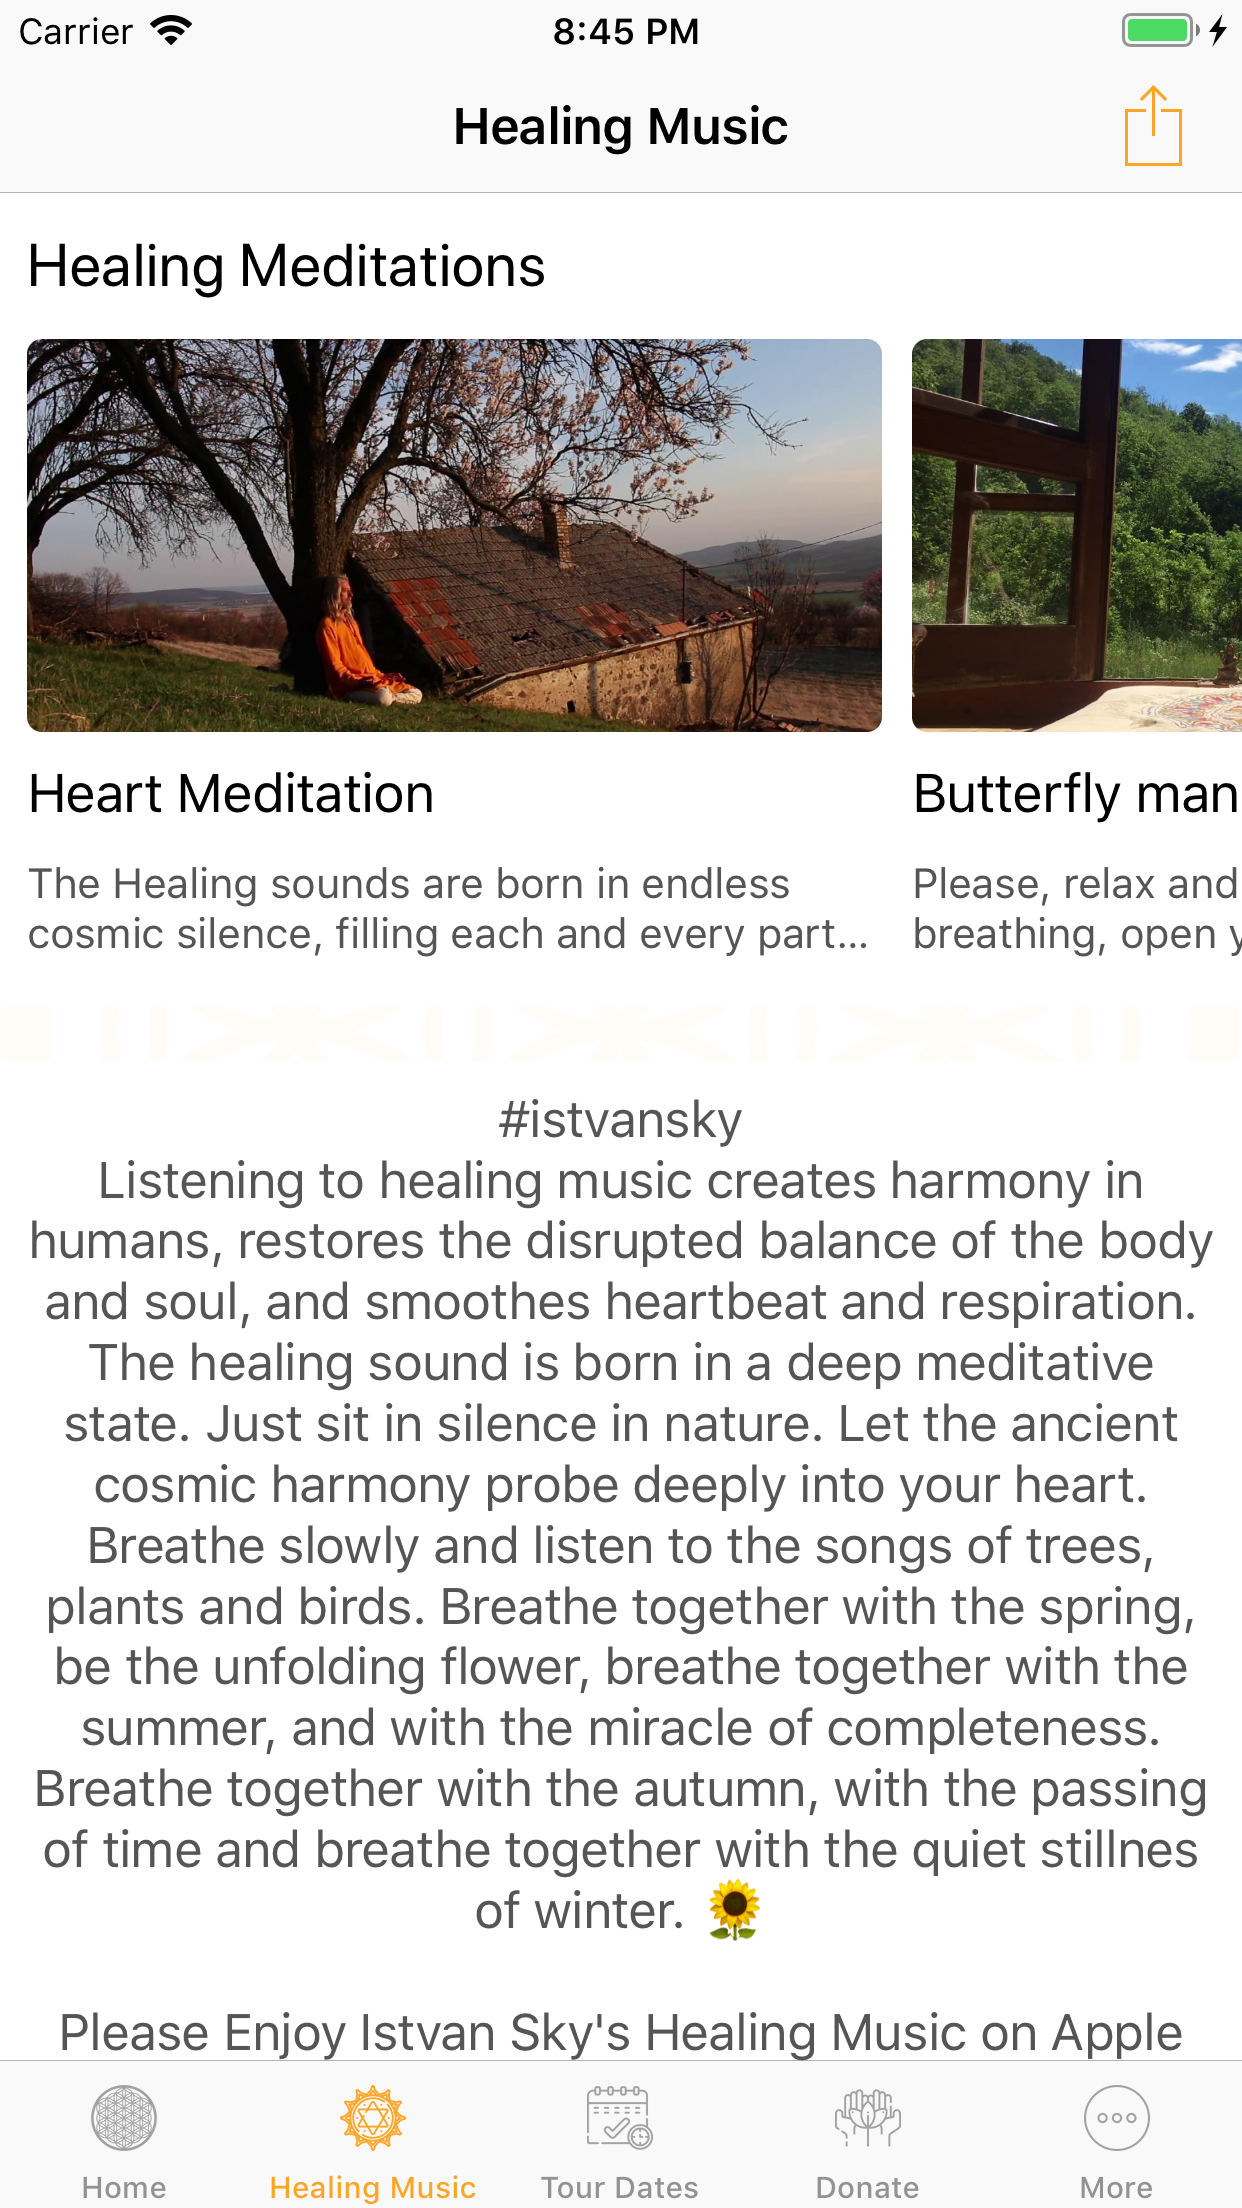 Carrier
8:45 PM
Healing Music
Healing Meditations
Heart Meditation
Butterfly man
The Healing sounds are born in endless
cosmic silence, filling each and every part...
Please, relax and
breathing, open y
#istvansky
Listening to healing music creates harmony in
humans, restores the disrupted balance of the body
and soul, and smoothes heartbeat and respiration.
The healing sound is born in a deep meditative
state. Just sit in silence in nature. Let the ancient
cosmic harmony probe deeply into your heart.
Breathe slowly and listen to the songs of trees,
plants and birds. Breathe together with the spring,
be the unfolding flower, breathe together with the
summer, and with the miracle of completeness.
Breathe together with the autumn, with the passing
of time and breathe together with the quiet stillnes
of winter. 🌻
Please Enjoy Istvan Sky's Healing Music on Apple
Home
Healing Music
Tour Dates
Donate
More